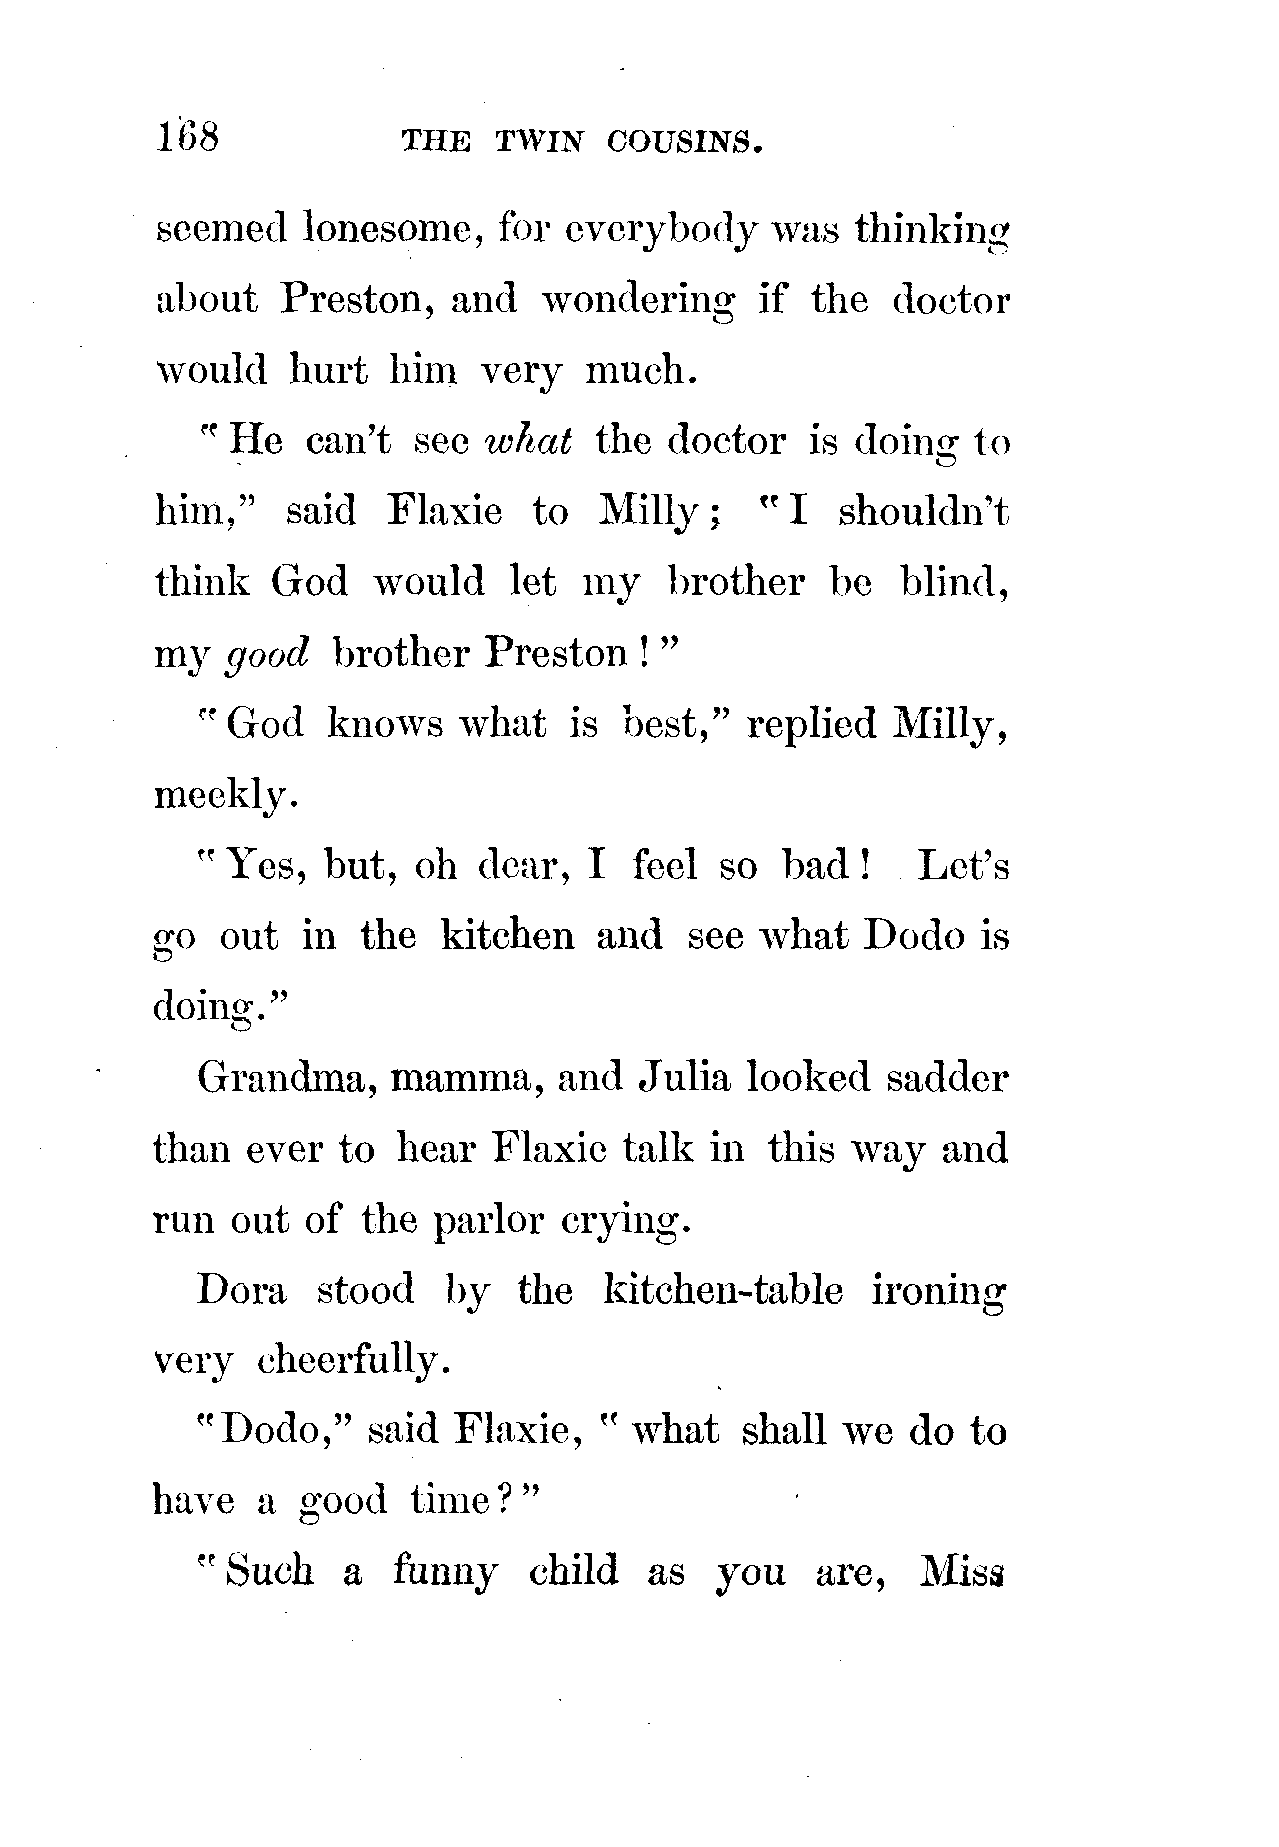 168 THE TWIN COUSINS.
seemed lonesome, for everybody was thinking
about Preston, and wondering if the doctor
would hurt him very much.
"He can't see what the doctor is doing to
him," said Flaxie to Milly; "I shouldn't
think God would let my brother be blind,
my good brother Preston!"
"God knows what is best," replied Milly,
meekly.
"Yes, but, oh dear, I feel so bad! Let's
go out in the kitchen and see what Dodo is
doing."
Grandma, mamma, and Julia looked sadder
than ever to hear Flaxie talk in this way and
run out of the parlor crying.
Dora stood by the kitchen-table ironing
very cheerfully.
"Dodo," said Flaxie, "what shall we do to
have a good time?"
"Such a funny child as you are, Miss